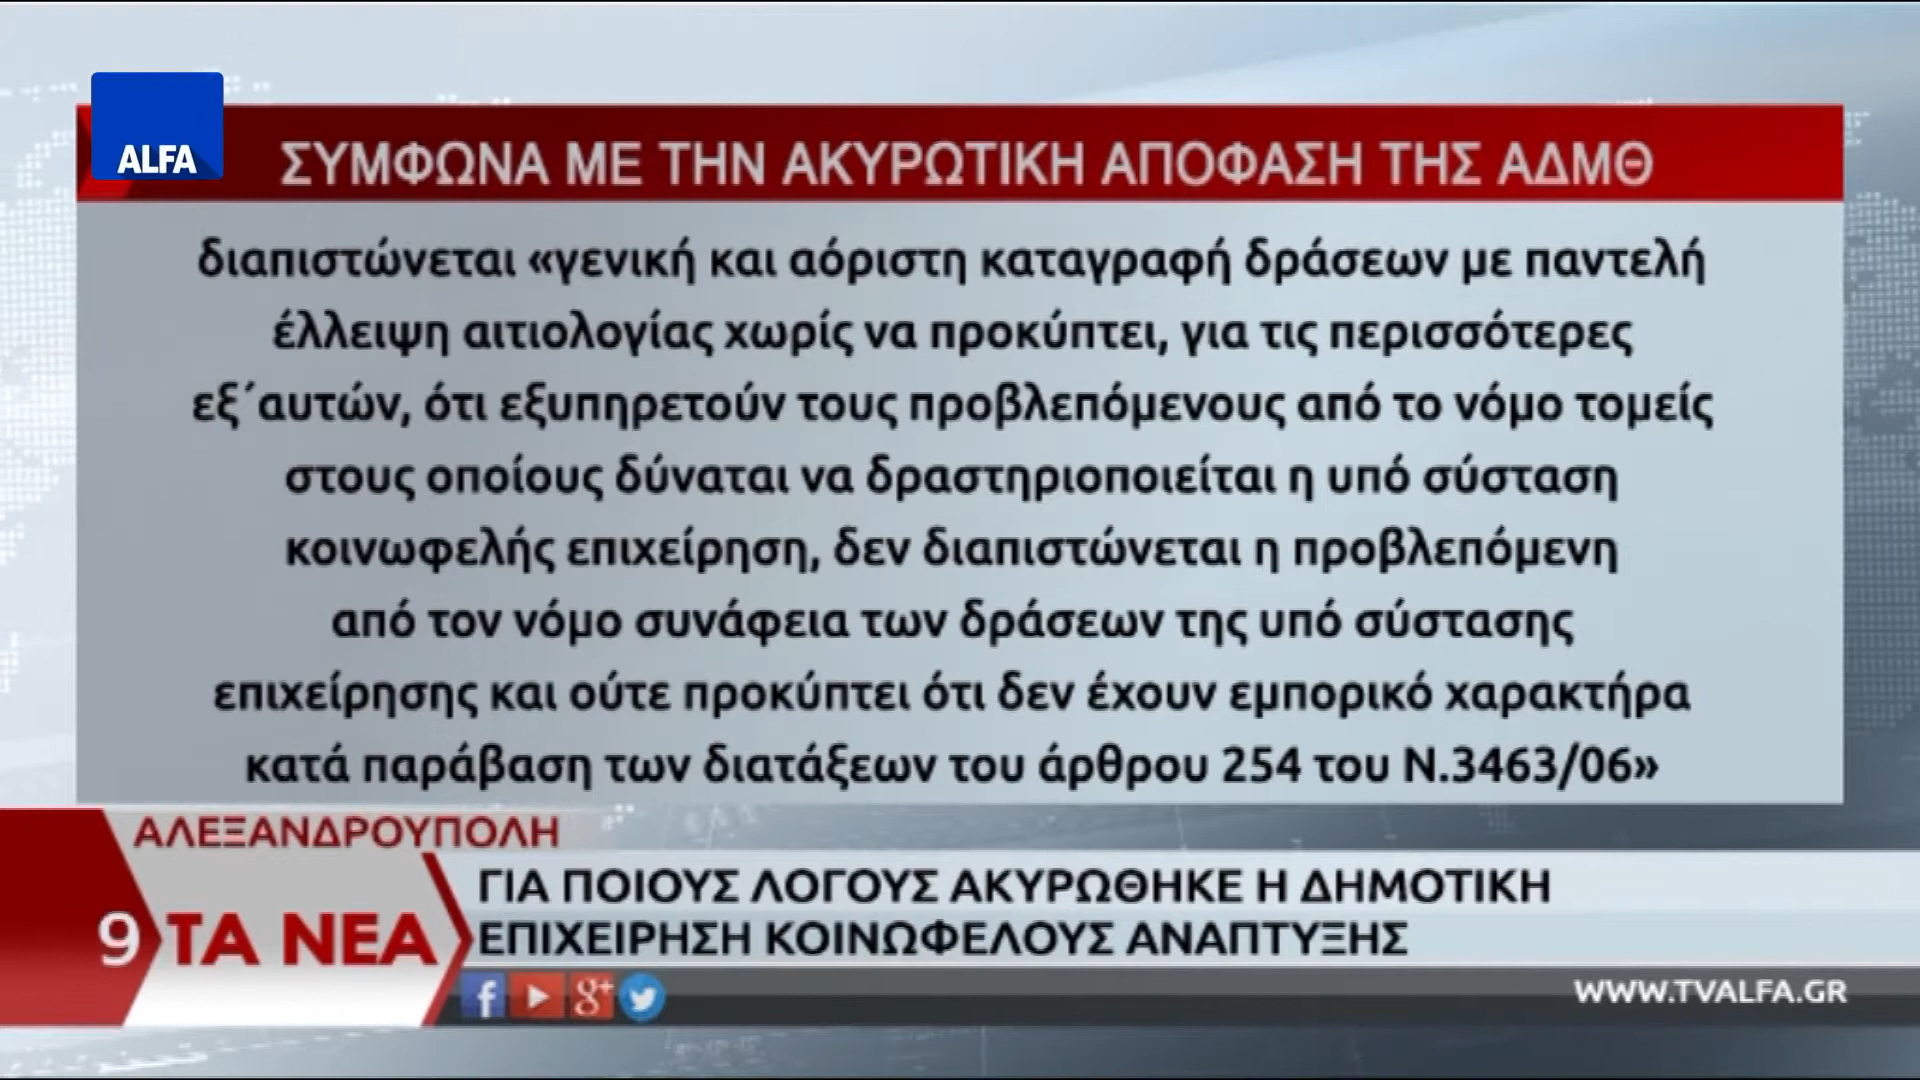 ALFA
ΣΥΜΦΩΝΑ ΜΕ ΤΗΝ ΑΚΥΡΩΤΙΚΗ ΑΠΟΦΑΣΗ ΤΗΣ ΑΔΜΘ
διαπιστώνεται «γενική και αόριστη καταγραφή δράσεων με παντελή
έλλειψη αιτιολογίας χωρίς να προκύπτει, για τις περισσότερες
εξ΄αυτών, ότι εξυπηρετούν τους προβλεπόμενους από το νόμο τομείς
στους οποίους δύναται να δραστηριοποιείται η υπό σύσταση
κοινωφελής επιχείρηση, δεν διαπιστώνεται η προβλεπόμενη
από τον νόμο συνάφεια των δράσεων της υπό σύστασης
επιχείρησης και ούτε προκύπτει ότι δεν έχουν εμπορικό χαρακτήρα
κατά παράβαση των διατάξεων του άρθρου 254 του Ν.3463/06»
ΑΛΕΞΑΝΔΡΟΥΠΟΛΗ
9 ΤΑ ΝΕΑ
ΓΙΑ ΠΟΙΟΥΣ ΛΟΓΟΥΣ ΑΚΥΡΩΘΗΚΕ Η ΔΗΜΟΤΙΚΗ
ΕΠΙΧΕΙΡΗΣΗ ΚΟΙΝΩΦΕΛΟΥΣ ΑΝΑΠΤΥΞΗΣ
f g+
WWW.TVALFA.GR